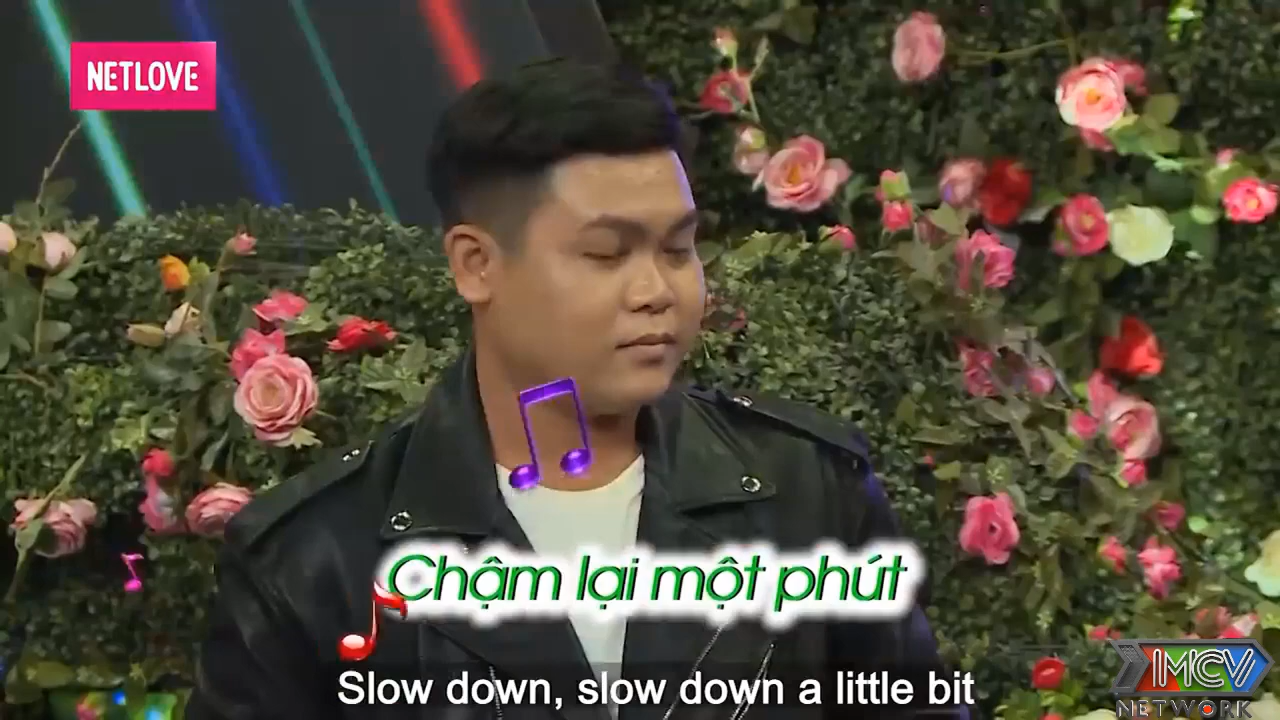 NETLOVE
Chậm lại một phút
Slow down, slow down a little bit
MCV
NETWORK